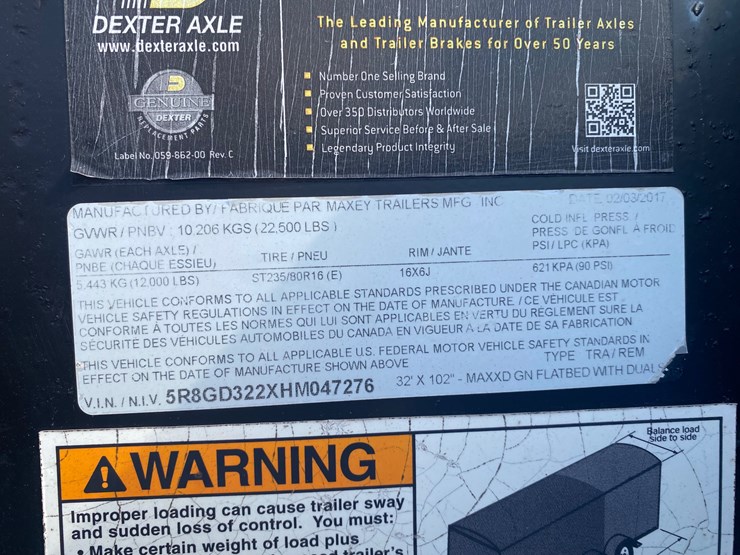 DEXTER AXLE
www.dexteraxle.com
GENUINE
DEXTER
REPLACEMENT PARTS
Label No. 059-862-00 Rev. C
The Leading Manufacturer of Trailer Axles
and Trailer Brakes for Over 50 Years
Number One Selling Brand
Proven Customer Satisfaction
Over 350 Distributors Worldwide
Superior Service Before & After Sale
Legendary Product Integrity
Visit dexteraxle.com
MANUFACTURED BY / FABRIQUE PAR MAXEY TRAILERS MFG INC DATE 02/03/2017
GVWR / PNBV : 10 206 KGS (22,500 LBS )
GAWR (EACH AXLE) /
PNBE (CHAQUE ESSIEU)
TIRE / PNEU
RIM / JANTE
COLD INFL PRESS /
PRESS DE GONFL À FROID
PSI / LPC (KPA)
5,443 KG (12,000 LBS) ST235/80R16 (E) 16X6J 621 KPA (90 PSI)
THIS VEHICLE CONFORMS TO ALL APPLICABLE STANDARDS PRESCRIBED UNDER THE CANADIAN MOTOR
VEHICLE SAFETY REGULATIONS IN EFFECT ON THE DATE OF MANUFACTURE. / CE VÉHICULE EST
CONFORME À TOUTES LES NORMES QUI LUI SONT APPLICABLES EN VERTU DU RÈGLEMENT SURE LA
SÉCURITÉ DES VÉHICULES AUTOMOBILES DU CANADA EN VIGUEUR À LA DATE DE SA FABRICATION
THIS VEHICLE CONFORMS TO ALL APPLICABLE U.S. FEDERAL MOTOR VEHICLE SAFETY STANDARDS IN
EFFECT ON THE DATE OF MANUFACTURE SHOWN ABOVE TYPE TRA / REM
V.I.N. / N.I.V. 5R8GD322XHM047276 32' X 102" - MAXXD GN FLATBED WITH DUALS
WARNING
Improper loading can cause trailer sway
and sudden loss of control. You must:
• Make certain weight of load plus
trailer's
Balance load
side to side